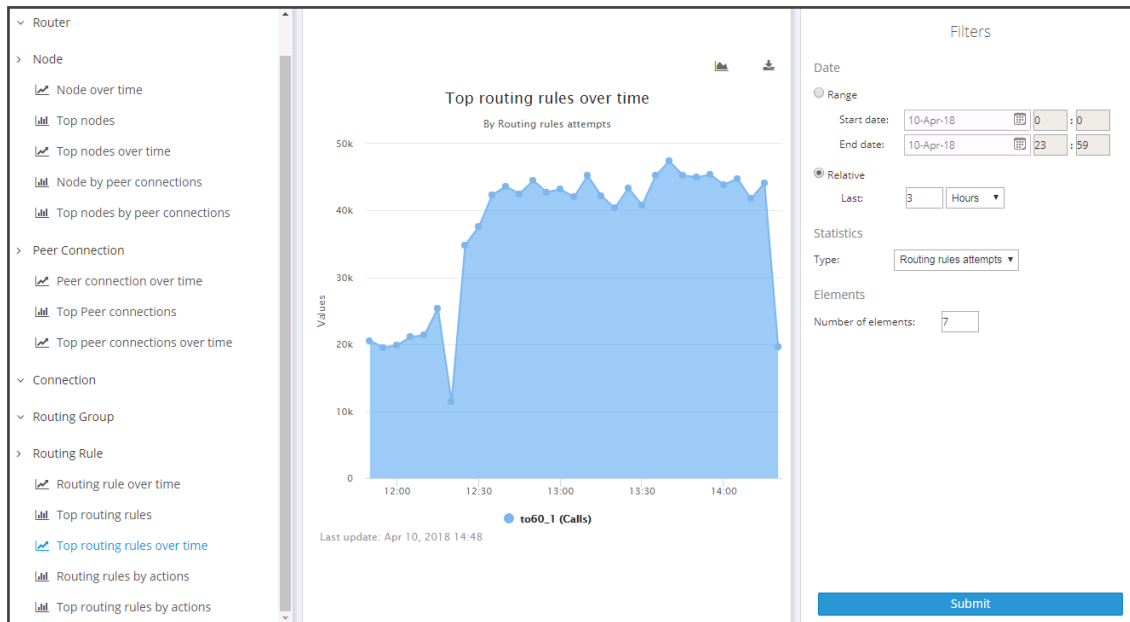 Router
Node
Node over time
Top nodes
Top nodes over time
Node by peer connections
Top nodes by peer connections
Peer Connection
Peer connection over time
Top Peer connections
Top peer connections over time
Connection
Routing Group
Routing Rule
Routing rule over time
Top routing rules
Top routing rules over time
Routing rules by actions
Top routing rules by actions
Top routing rules over time
By Routing rules attempts
Values
50k
40k
30k
20k
10k
0
12:00 12:30 13:00 13:30 14:00
to60_1 (Calls)
Last update: Apr 10, 2018 14:48
Filters
Date
Range
Start date: 10-Apr-18 0 : 0
End date: 10-Apr-18 23 : 59
Relative
Last: 3 Hours
Statistics
Type: Routing rules attempts
Elements
Number of elements: 7
Submit